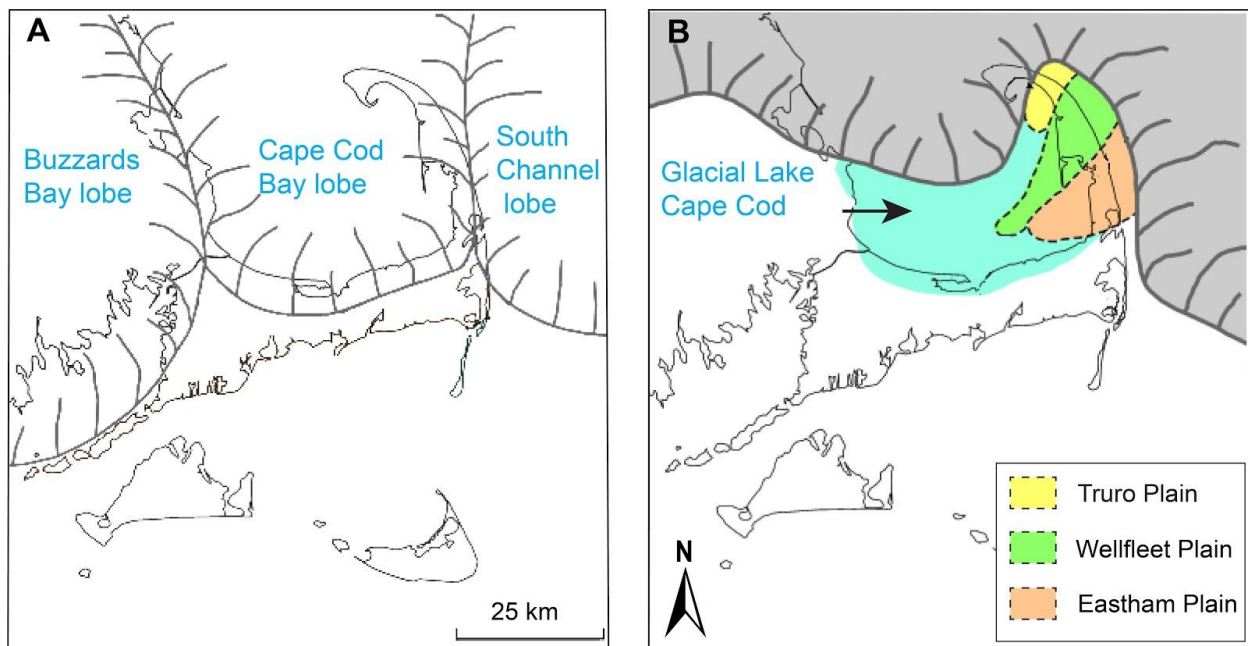 A
Buzzards
Bay lobe
Cape Cod
Bay lobe
South
Channel
lobe
25 km
B
Glacial Lake
Cape Cod
N
Truro Plain
Wellfleet Plain
Eastham Plain